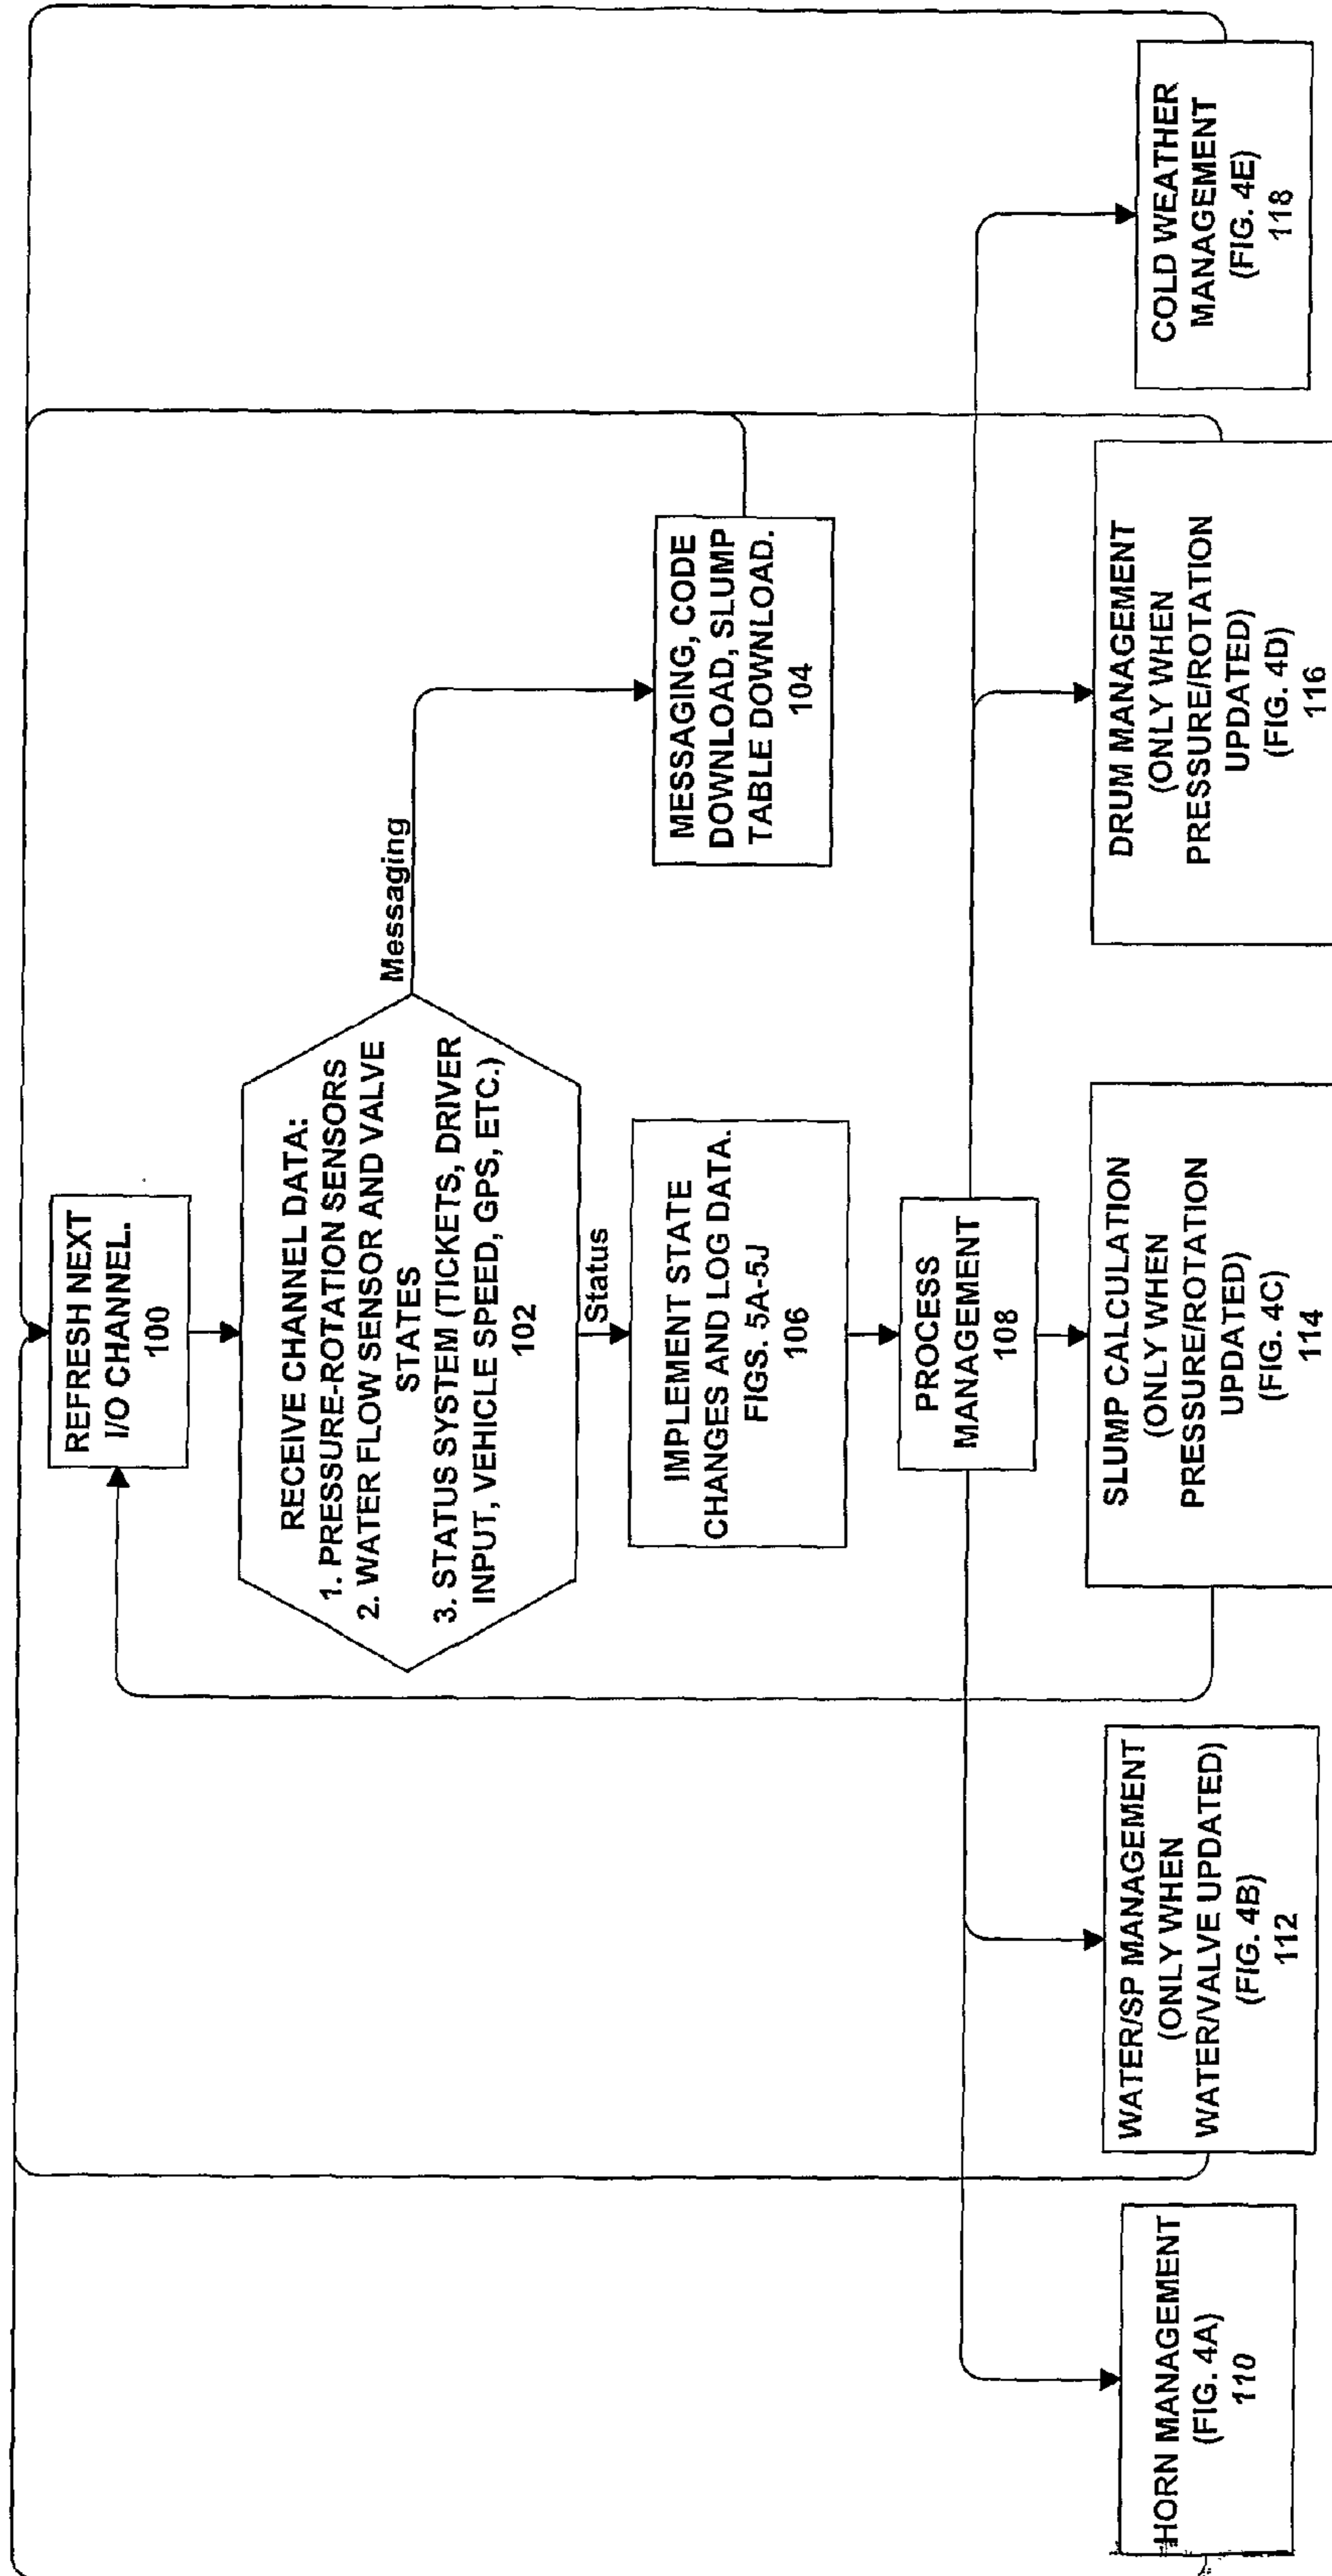 REFRESH NEXT
I/O CHANNEL.
100
RECEIVE CHANNEL DATA:
1. PRESSURE-ROTATION SENSORS
2. WATER FLOW SENSOR AND VALVE
STATES
3. STATUS SYSTEM (TICKETS, DRIVER
INPUT, VEHICLE SPEED, GPS, ETC.)
102
Messaging
Status
MESSAGING, CODE
DOWNLOAD, SLUMP
TABLE DOWNLOAD.
104
IMPLEMENT STATE
CHANGES AND LOG DATA.
FIGS. 5A-5J
106
PROCESS
MANAGEMENT
108
HORN MANAGEMENT
(FIG. 4A)
110
WATER/SP MANAGEMENT
(ONLY WHEN
WATER/VALVE UPDATED)
(FIG. 4B)
112
SLUMP CALCULATION
(ONLY WHEN
PRESSURE/ROTATION
UPDATED)
(FIG. 4C)
114
DRUM MANAGEMENT
(ONLY WHEN
PRESSURE/ROTATION
UPDATED)
(FIG. 4D)
116
COLD WEATHER
MANAGEMENT
(FIG. 4E)
118